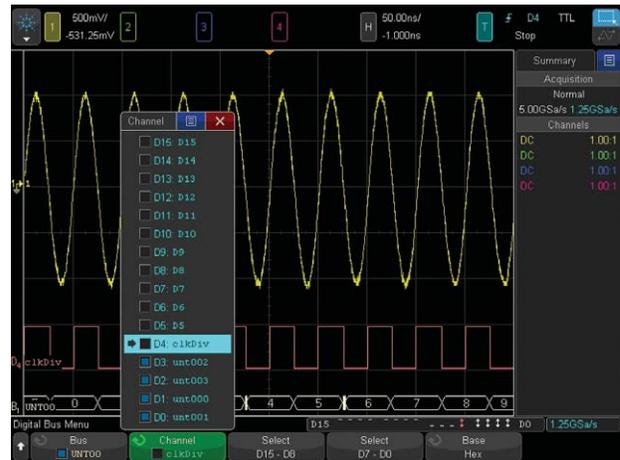 1 500mV/ -531.25mV 2 3 4 H 50.00ns/ -1.000ns T D4 TTL Stop
Summary
Acquisition
Normal
5.00GSa/s 1.25GSa/s
Channels
DC 1.00:1
DC 1.00:1
DC 1.00:1
DC 1.00:1
Channel
D15: D15
D14: D14
D13: D13
D12: D12
D11: D11
D10: D10
D9: D9
D8: D8
D7: D7
D6: D6
D5: D5
D4: clkDiv
D3: unt002
D2: unt003
D1: unt000
D0: unt001
D4 clkDiv
B1 UNT00 0 4 5 6 7 8 9
Digital Bus Menu D15 D0 1.25GSa/s
Bus Channel Select Select Base
UNT00 clkDiv D15 - D8 D7 - D0 Hex